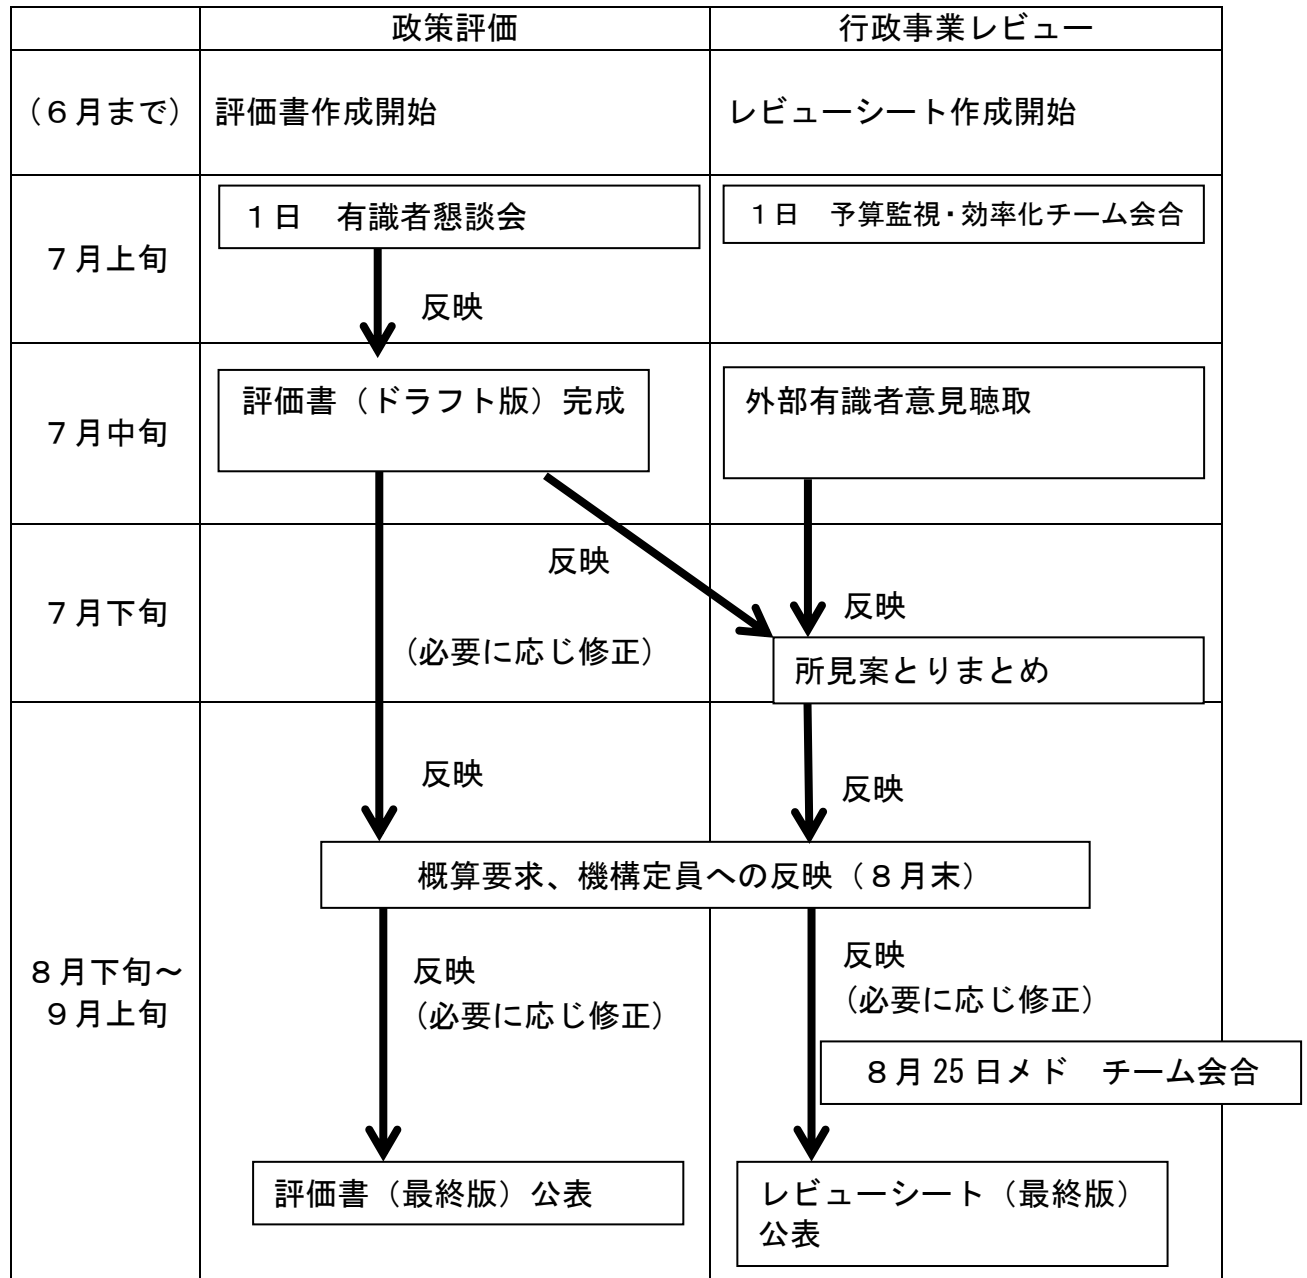 政策評価
行政事業レビュー
（６月まで）
評価書作成開始
レビューシート作成開始
７月上旬
１日　有識者懇談会
１日　予算監視・効率化チーム会合
反映
７月中旬
評価書（ドラフト版）完成
外部有識者意見聴取
７月下旬
反映
反映
（必要に応じ修正）
所見案とりまとめ
８月下旬～
９月上旬
反映
反映
概算要求、機構定員への反映（８月末）
反映
（必要に応じ修正）
反映
（必要に応じ修正）
８月25日メド　チーム会合
評価書（最終版）公表
レビューシート（最終版）
公表